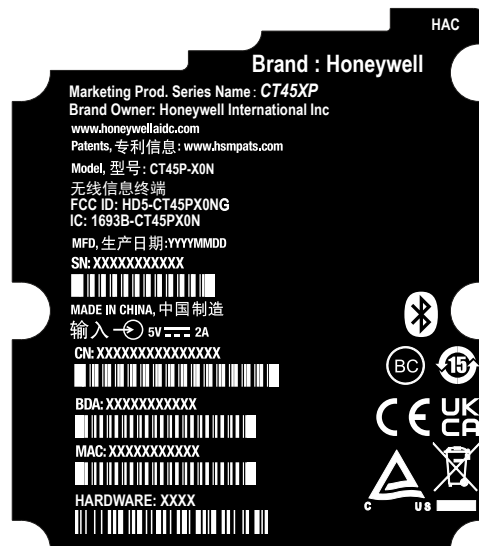 HAC
Brand : Honeywell
Marketing Prod. Series Name : CT45XP
Brand Owner: Honeywell International Inc
www.honeywellaidc.com
Patents, 专利信息: www.hsmpats.com
Model, 型号: CT45P-X0N
无线信息终端
FCC ID: HD5-CT45PX0NG
IC: 1693B-CT45PX0N
MFD, 生产日期:YYYYMMDD
SN: XXXXXXXXXXX
MADE IN CHINA, 中国制造
输入 5V 2A
CN: XXXXXXXXXXXXXXX
BC
15
BDA: XXXXXXXXXXX
CE UK
CA
MAC: XXXXXXXXXXX
HARDWARE: XXXX
C US